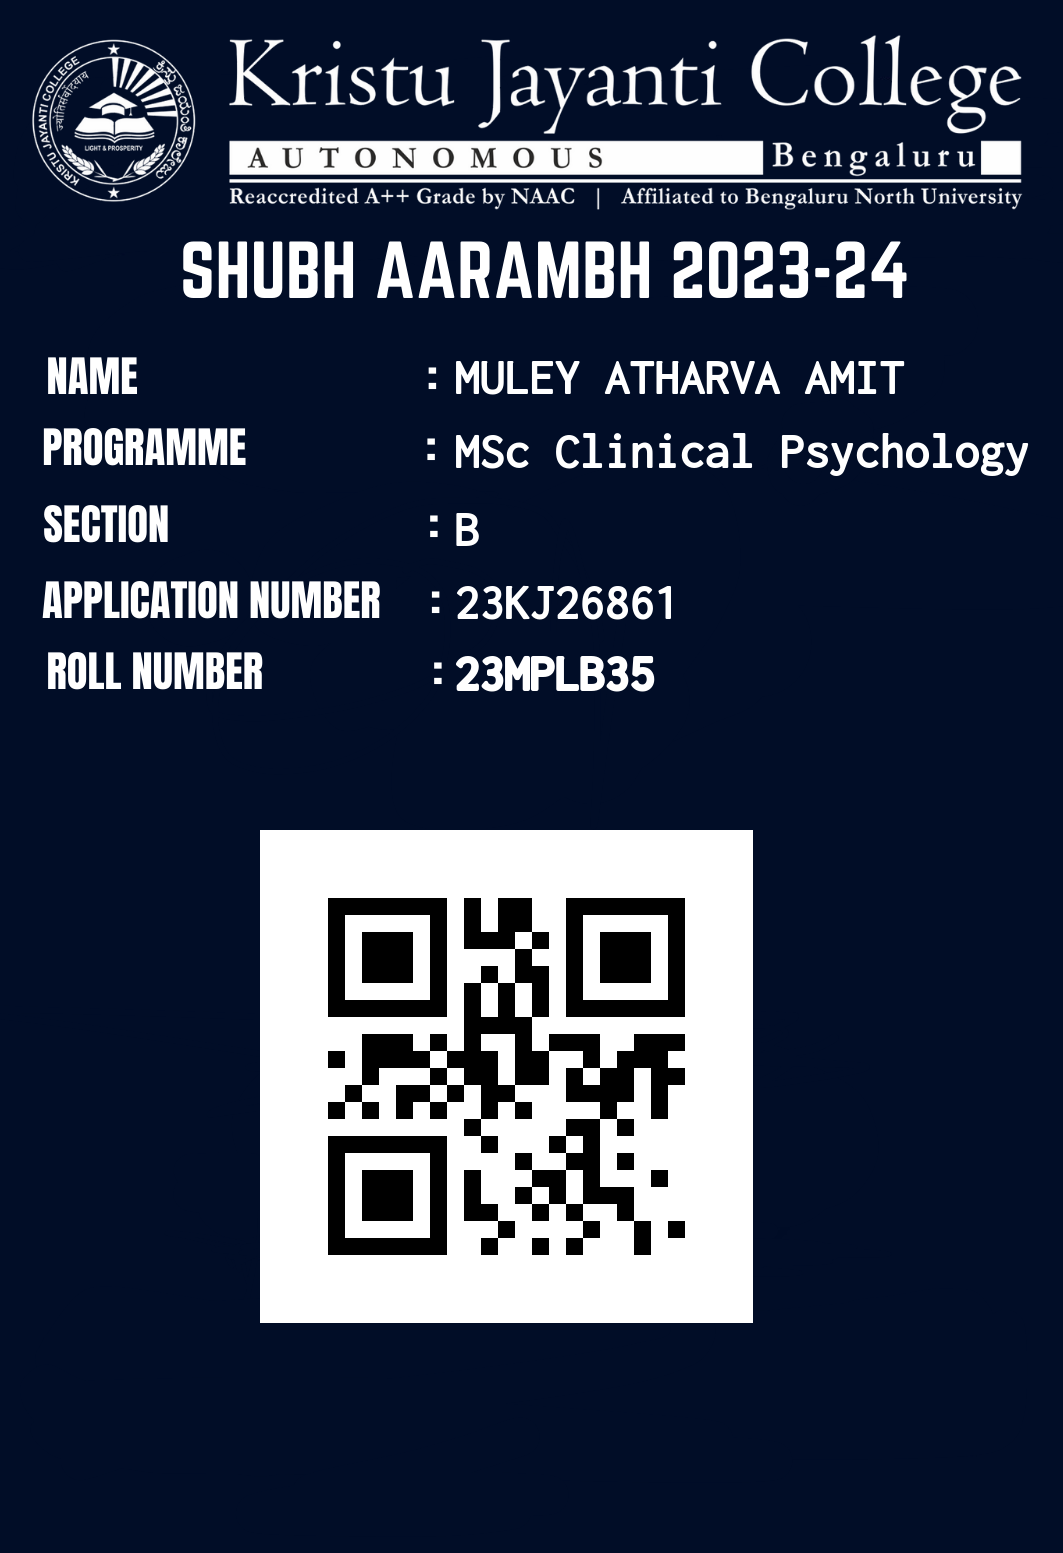 Kristu Jayanti College
AUTONOMOUS Bengaluru
Reaccredited A++ Grade by NAAC | Affiliated to Bengaluru North University
KRISTU JAYANTI COLLEGE
LIGHT & PROSPERITY
SHUBH AARAMBH 2023-24
NAME : MULEY ATHARVA AMIT
PROGRAMME : MSc Clinical Psychology
SECTION : B
APPLICATION NUMBER : 23KJ26861
ROLL NUMBER : 23MPLB35